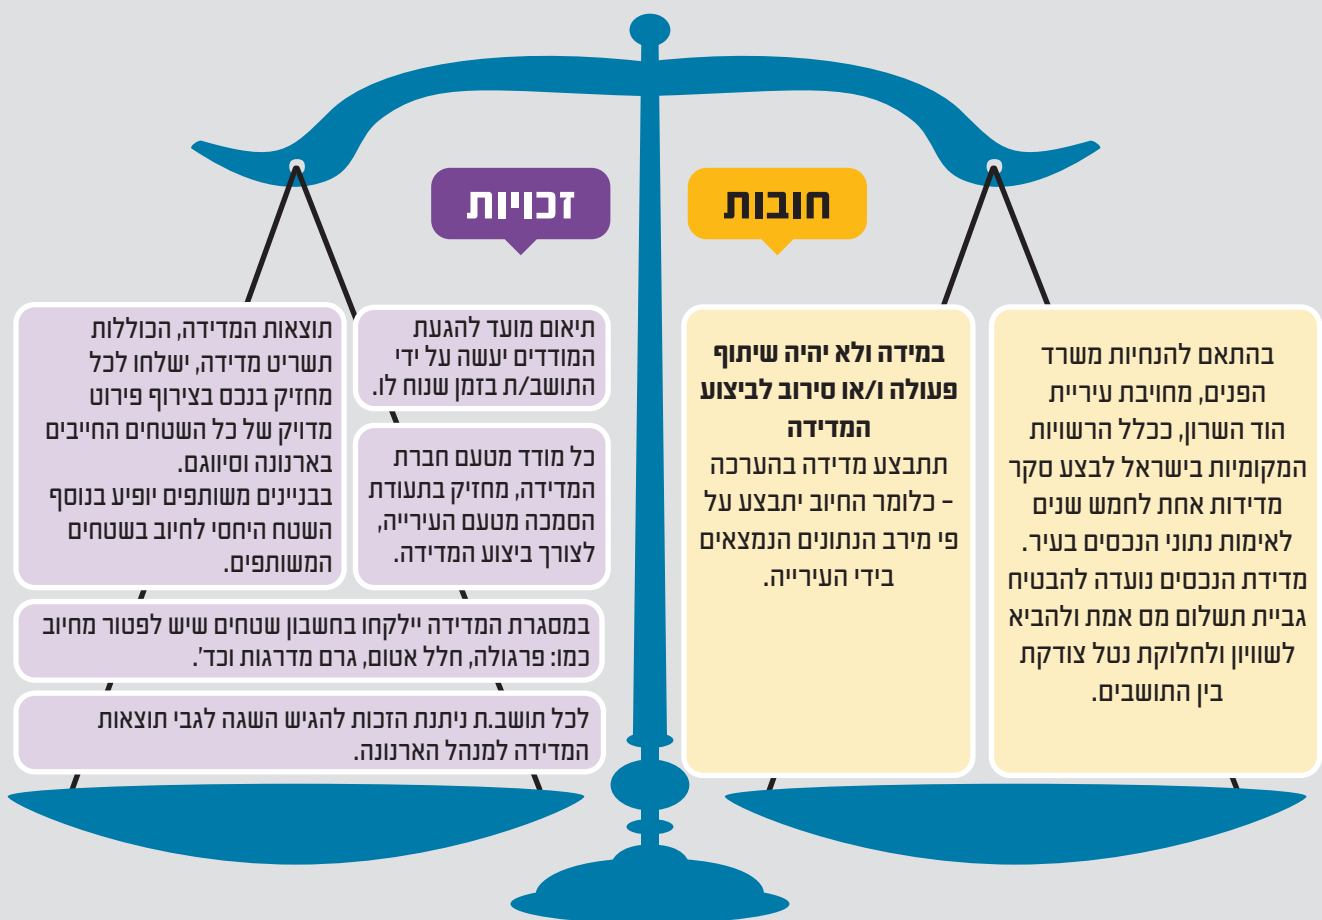 חובות
בהתאם להנחיות משרד
הפנים, מחויבת עיריית
הוד השרון, ככלל הרשויות
המקומיות בישראל לבצע סקר
מדידות אחת לחמש שנים
לאימות נתוני הנכסים בעיר.
מדידת הנכסים נועדה להבטיח
גביית תשלום מס אמת ולהביא
לשוויון ולחלוקת נטל צודקת
בין התושבים.
במידה ולא יהיה שיתוף
פעולה ו/או סירוב לביצוע
המדידה
תתבצע מדידה בהערכה
- כלומר החיוב יתבצע על
פי מירב הנתונים הנמצאים
בידי העירייה.
זכויות
תיאום מועד להגעת
המודדים יעשה על ידי
התושב/ת בזמן שנוח לו.
כל מודד מטעם חברת
המדידה, מחזיק בתעודת
הסמכה מטעם העירייה,
לצורך ביצוע המדידה.
תוצאות המדידה, הכוללות
תשריט מדידה, ישלחו לכל
מחזיק בנכס בצירוף פירוט
מדויק של כל השטחים החייבים
בארנונה וסיווגם.
בבניינים משותפים יופיע בנוסף
השטח היחסי לחיוב בשטחים
המשותפים.
במסגרת המדידה יילקחו בחשבון שטחים שיש לפטור מחיוב
כמו: פרגולה, חלל אטום, גרם מדרגות וכד'.
לכל תושב.ת ניתנת הזכות להגיש השגה לגבי תוצאות
המדידה למנהל הארנונה.